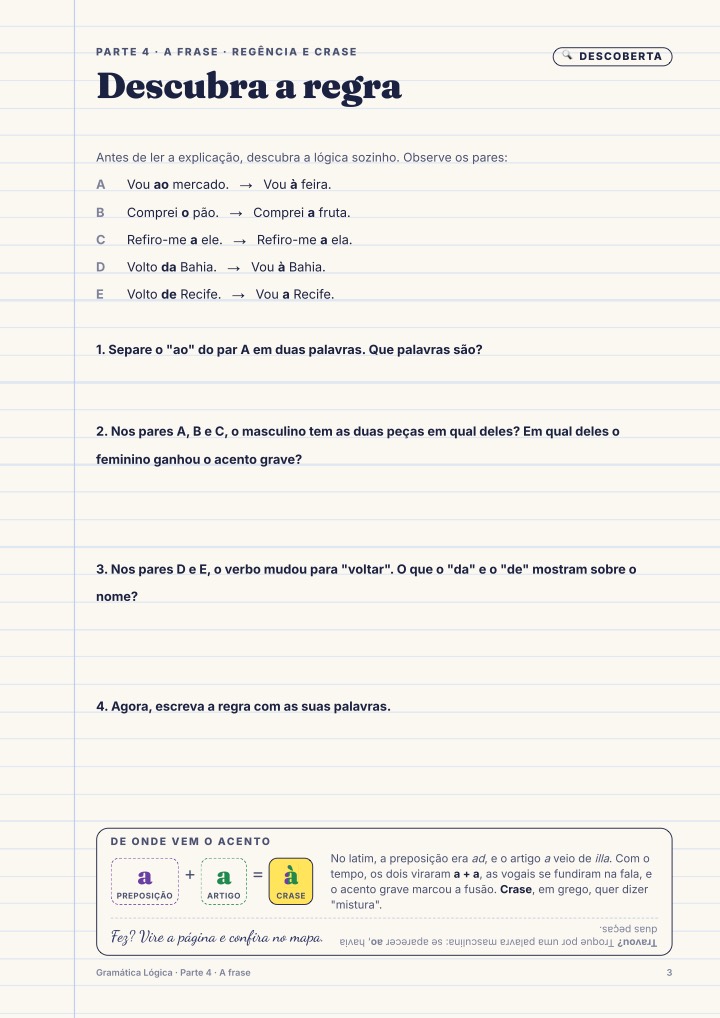 PARTE 4 · A FRASE · REGÊNCIA E CRASE
DESCOBERTA
Descubra a regra
Antes de ler a explicação, descubra a lógica sozinho. Observe os pares:
A Vou ao mercado. → Vou à feira.
B Comprei o pão. → Comprei a fruta.
C Refiro-me a ele. → Refiro-me a ela.
D Volto da Bahia. → Vou à Bahia.
E Volto de Recife. → Vou a Recife.
1. Separe o "ao" do par A em duas palavras. Que palavras são?
2. Nos pares A, B e C, o masculino tem as duas peças em qual deles? Em qual deles o
feminino ganhou o acento grave?
3. Nos pares D e E, o verbo mudou para "voltar". O que o "da" e o "de" mostram sobre o
nome?
4. Agora, escreva a regra com as suas palavras.
DE ONDE VEM O ACENTO
a + a = à
PREPOSIÇÃO ARTIGO CRASE
No latim, a preposição era ad, e o artigo a veio de illa. Com o
tempo, os dois viraram a + a, as vogais se fundiram na fala, e
o acento grave marcou a fusão. Crase, em grego, quer dizer
"mistura".
Fez? Vire a página e confira no mapa.
Travou? Troque por uma palavra masculina: se aparecer ao, havia
duas peças.
Gramática Lógica · Parte 4 · A frase
3